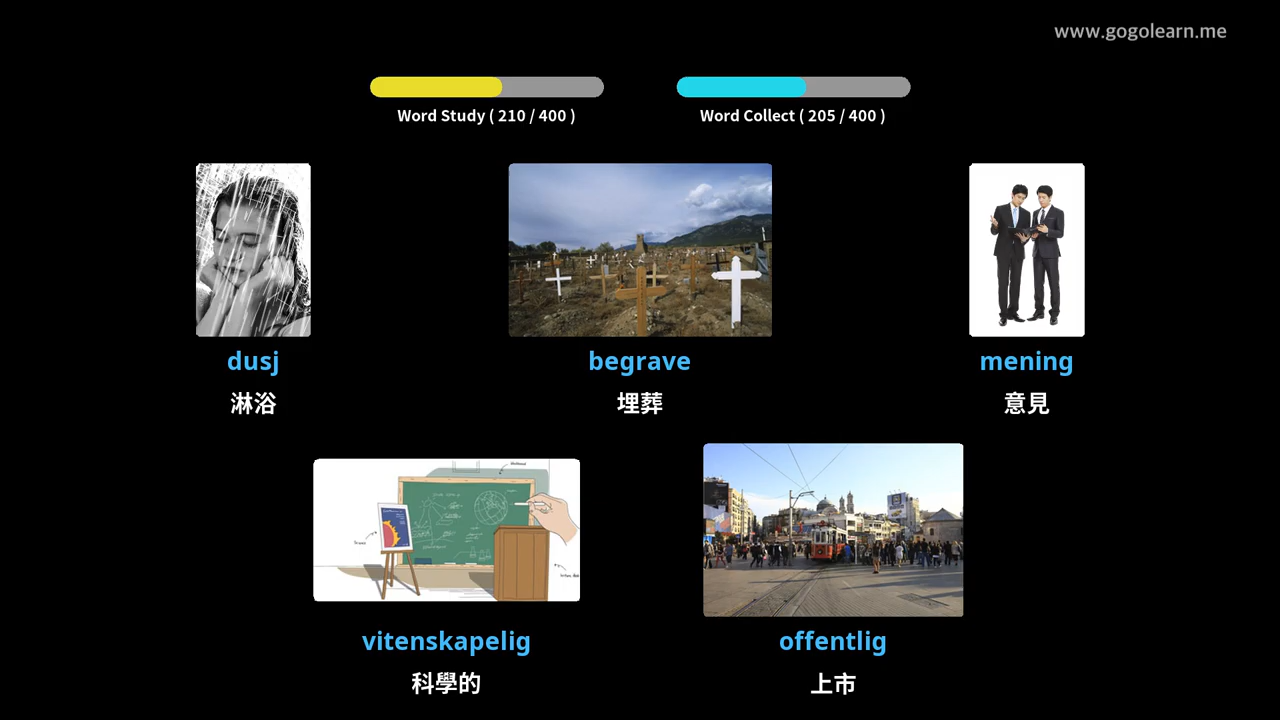 www.gogolearn.me
Word Study ( 210 / 400 )
Word Collect ( 205 / 400 )
dusj
begrave
mening
淋浴
埋葬
意見
vitenskapelig
offentlig
科學的
上市